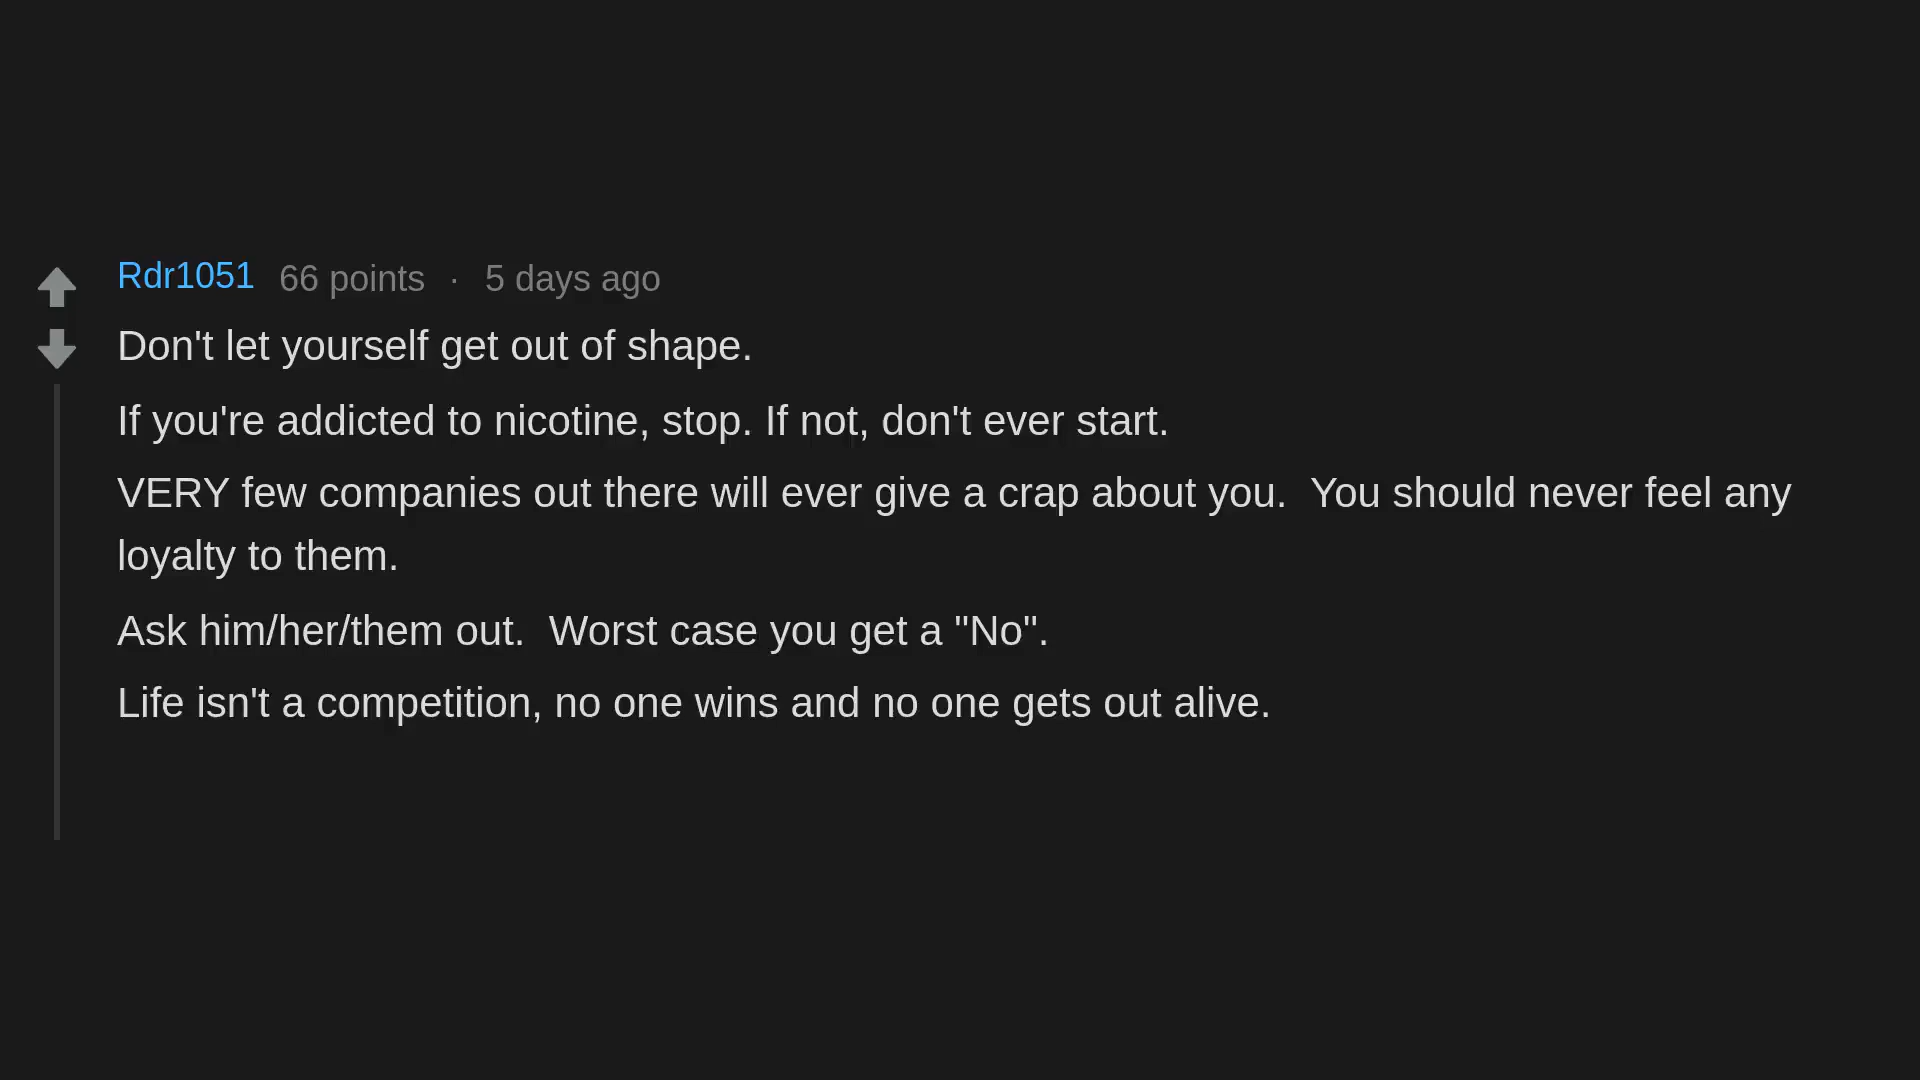 Rdr1051 66 points · 5 days ago
Don't let yourself get out of shape.
If you're addicted to nicotine, stop. If not, don't ever start.
VERY few companies out there will ever give a crap about you.  You should never feel any
loyalty to them.
Ask him/her/them out.  Worst case you get a "No".
Life isn't a competition, no one wins and no one gets out alive.